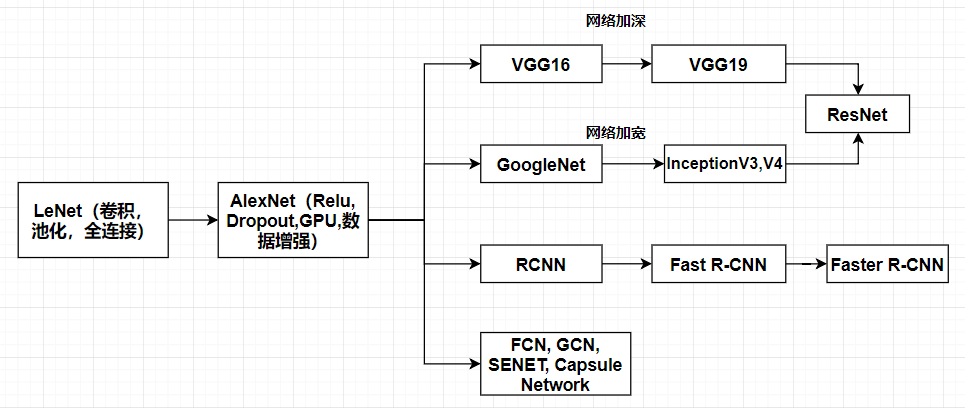 网络加深
VGG16
VGG19
ResNet
网络加宽
GoogleNet
InceptionV3,V4
LeNet（卷积，
池化，全连接）
AlexNet（Relu,
Dropout,GPU,数
据增强）
RCNN
Fast R-CNN
Faster R-CNN
FCN, GCN,
SENET, Capsule
Network